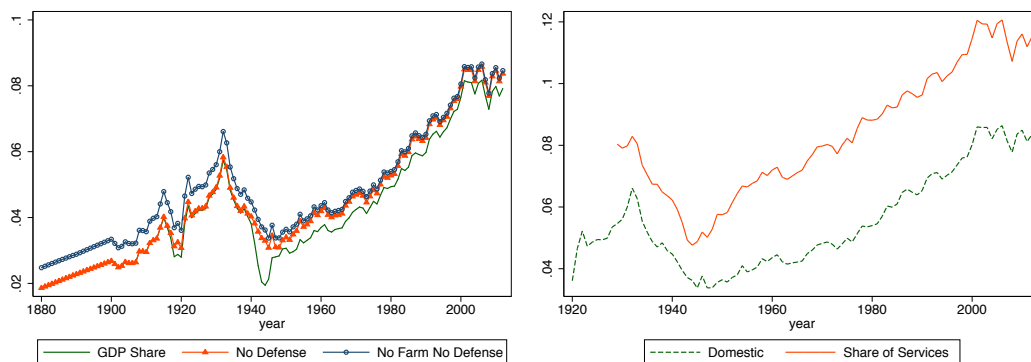 .1
.08
.06
.04
.02
1880 1900 1920 1940 1960 1980 2000
year
GDP Share No Defense No Farm No Defense
.12
.1
.08
.06
.04
1920 1940 1960 1980 2000
year
Domestic Share of Services